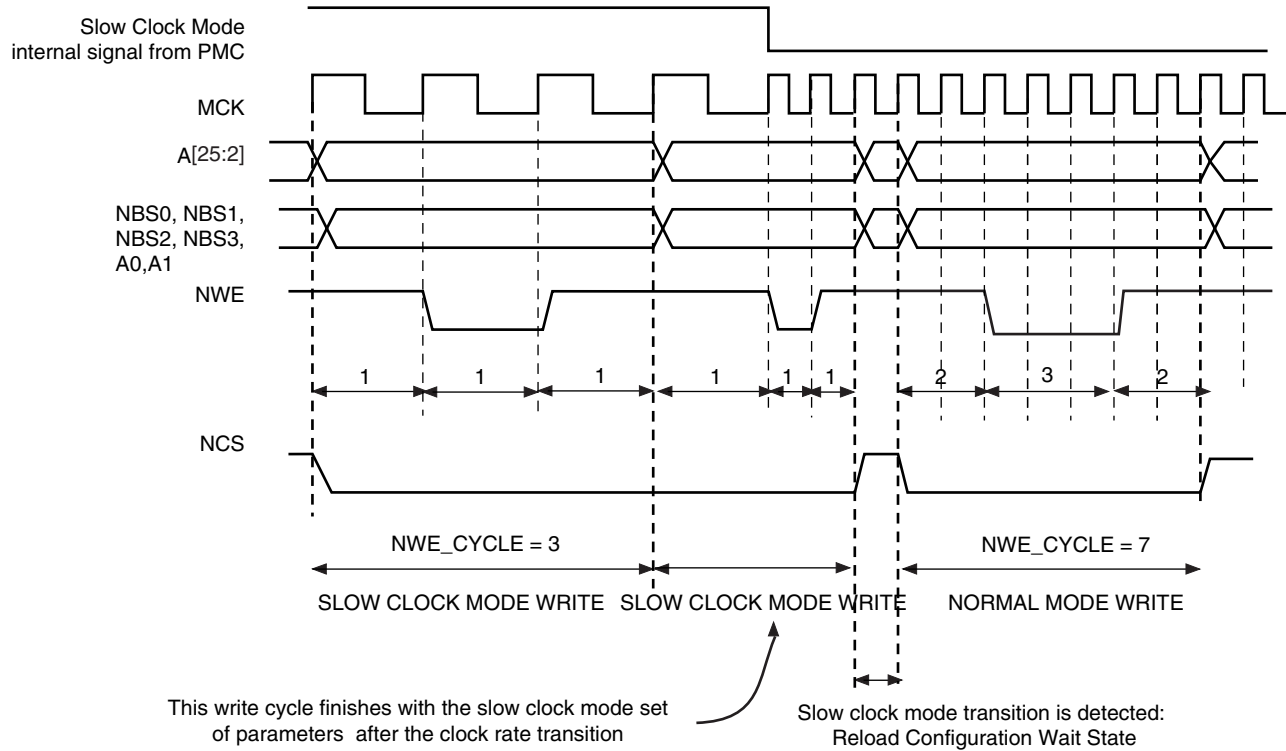 Slow Clock Mode
internal signal from PMC
MCK
A[25:2]
NBS0, NBS1,
NBS2, NBS3,
A0,A1
NWE
1 1 1 1 1 1 2 3 2
NCS
NWE_CYCLE = 3 NWE_CYCLE = 7
SLOW CLOCK MODE WRITE SLOW CLOCK MODE WRITE NORMAL MODE WRITE
This write cycle finishes with the slow clock mode set
of parameters after the clock rate transition
Slow clock mode transition is detected:
Reload Configuration Wait State